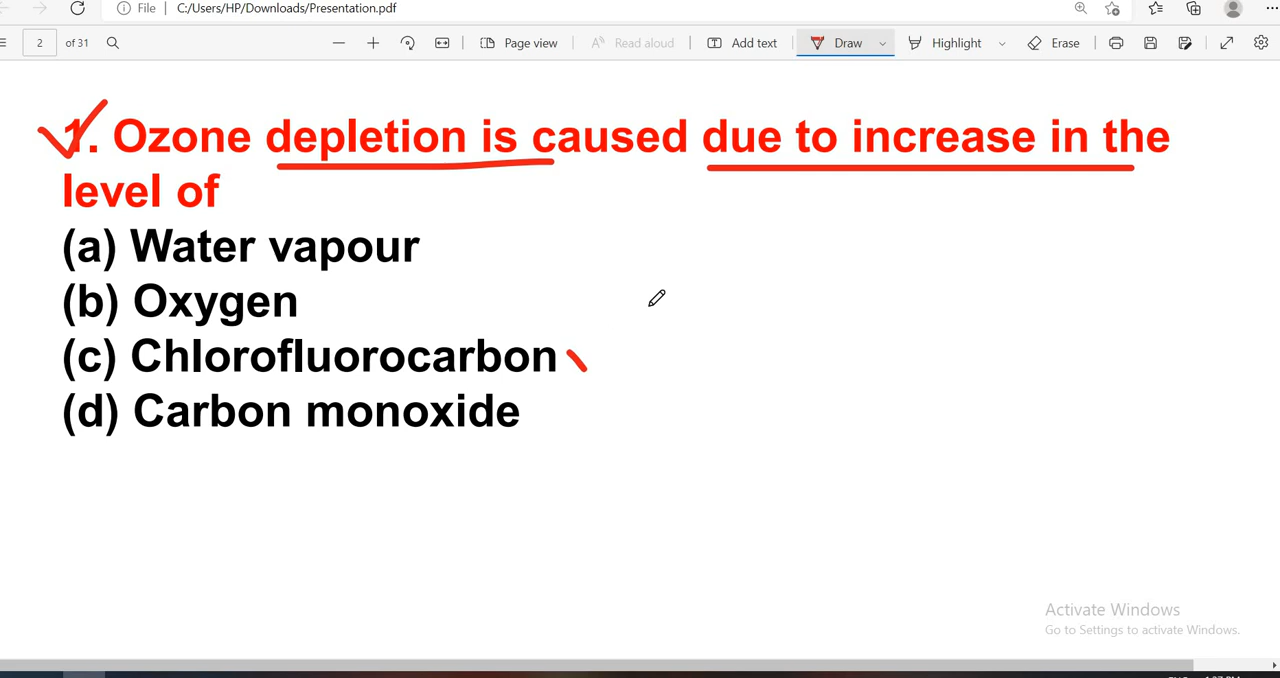 File | C:/Users/HP/Downloads/Presentation.pdf
2 of 31 Page view Read aloud Add text Draw Highlight Erase
1. Ozone depletion is caused due to increase in the
level of
(a) Water vapour
(b) Oxygen
(c) Chlorofluorocarbon
(d) Carbon monoxide
Activate Windows
Go to Settings to activate Windows.